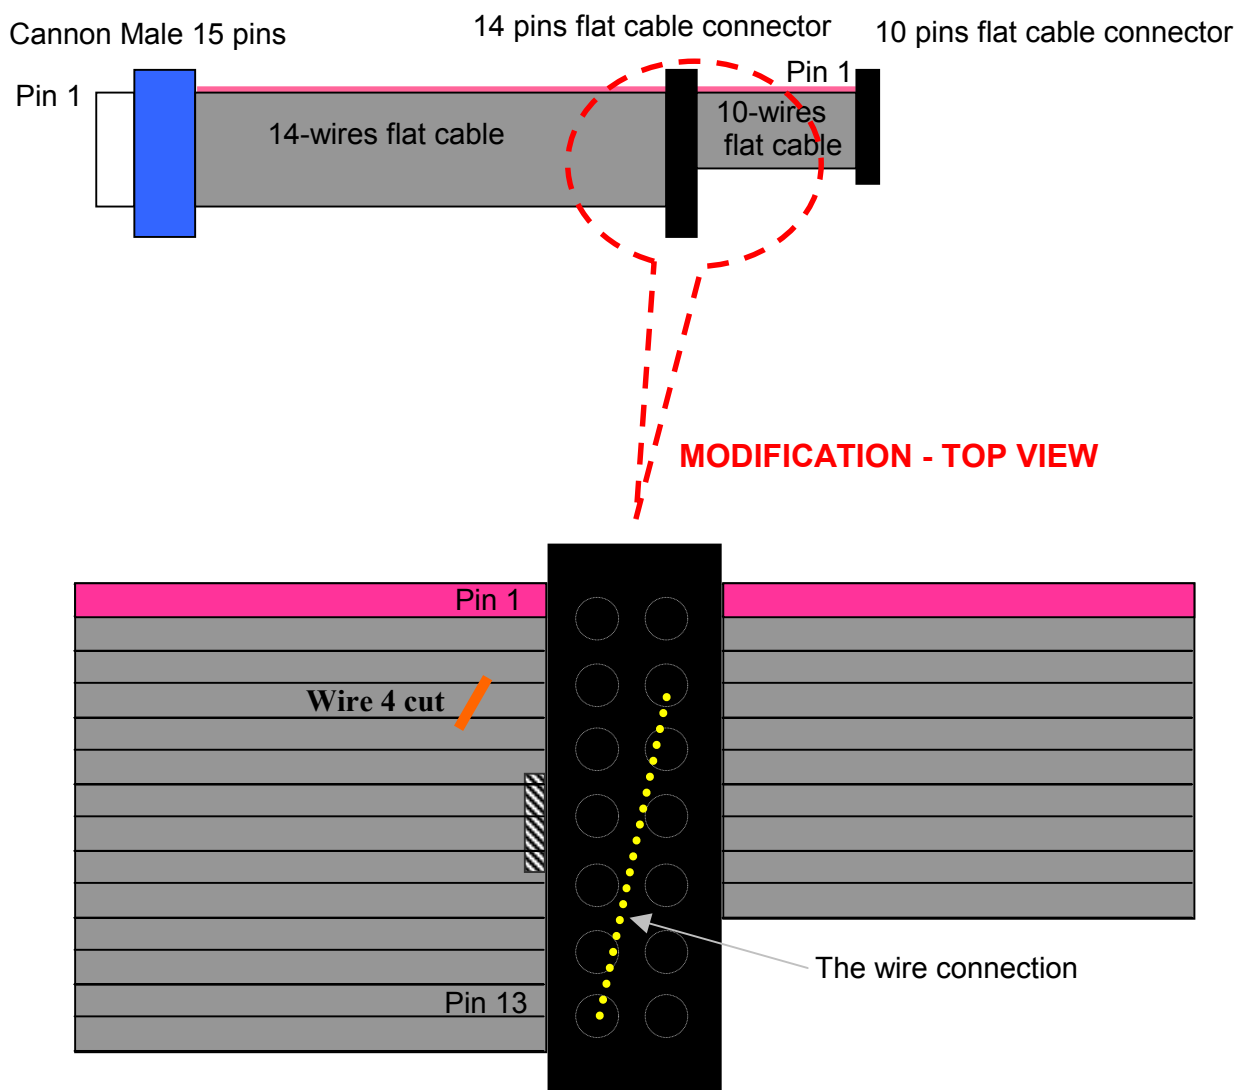 Cannon Male 15 pins
14 pins flat cable connector
10 pins flat cable connector
Pin 1
Pin 1
14-wires flat cable
10-wires
flat cable
MODIFICATION - TOP VIEW
Pin 1
Wire 4 cut
The wire connection
Pin 13